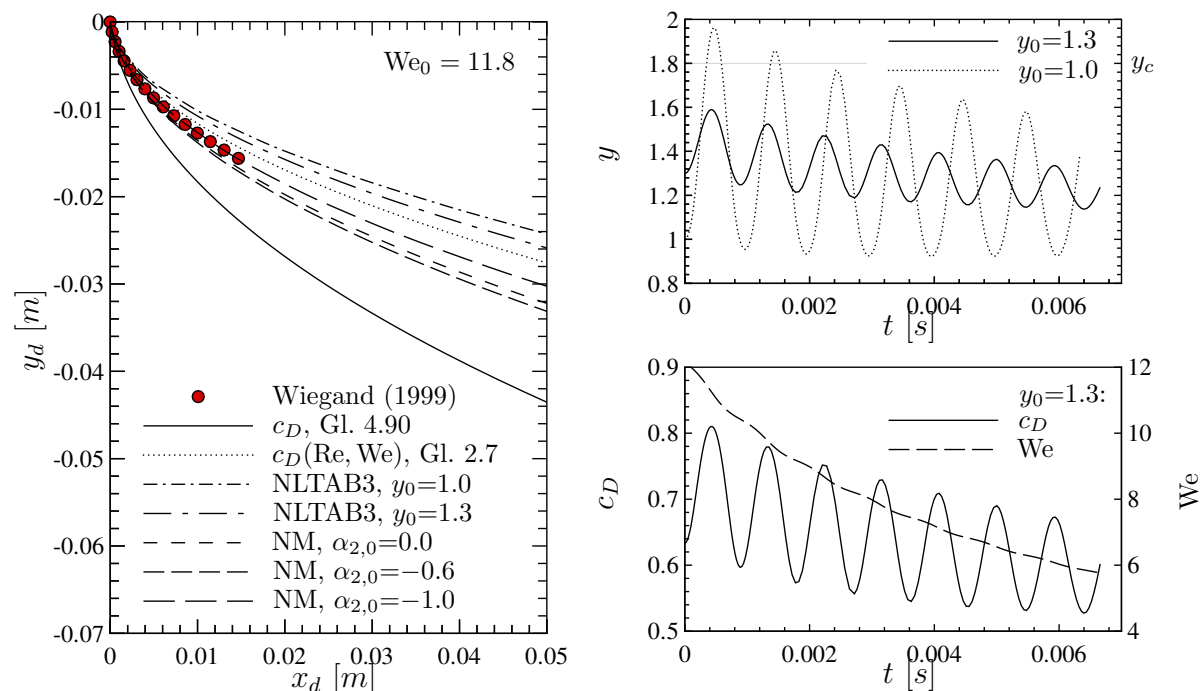 We₀ = 11.8
0
-0.01
-0.02
-0.03
-0.04
-0.05
-0.06
-0.07
y_d [m]
Wiegand (1999)
c_D, Gl. 4.90
c_D(Re, We), Gl. 2.7
NLTAB3, y₀=1.0
NLTAB3, y₀=1.3
NM, α₂,₀=0.0
NM, α₂,₀=−0.6
NM, α₂,₀=−1.0
0 0.01 0.02 0.03 0.04 0.05
x_d [m]
2
1.8
1.6
1.4
1.2
1
0.8
y
y₀=1.3
y₀=1.0
y_c
0 0.002 0.004 0.006
t [s]
0.9
0.8
0.7
0.6
0.5
c_D
y₀=1.3:
c_D
We
12
10
8
6
4
We
0 0.002 0.004 0.006
t [s]